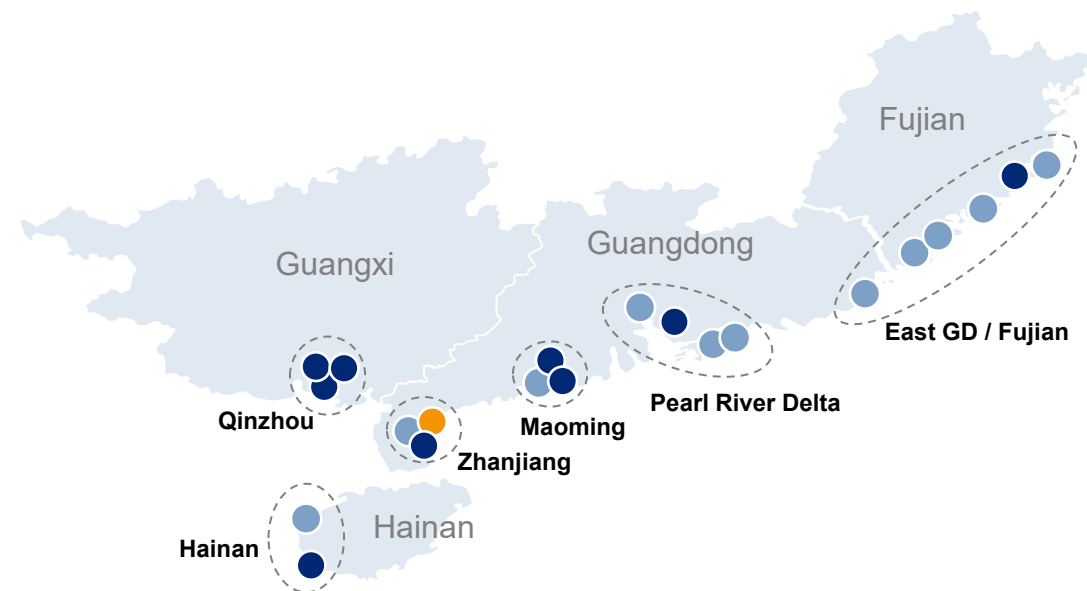 Fujian
Guangdong
Guangxi
East GD / Fujian
Pearl River Delta
Qinzhou
Maoming
Zhanjiang
Hainan
Hainan